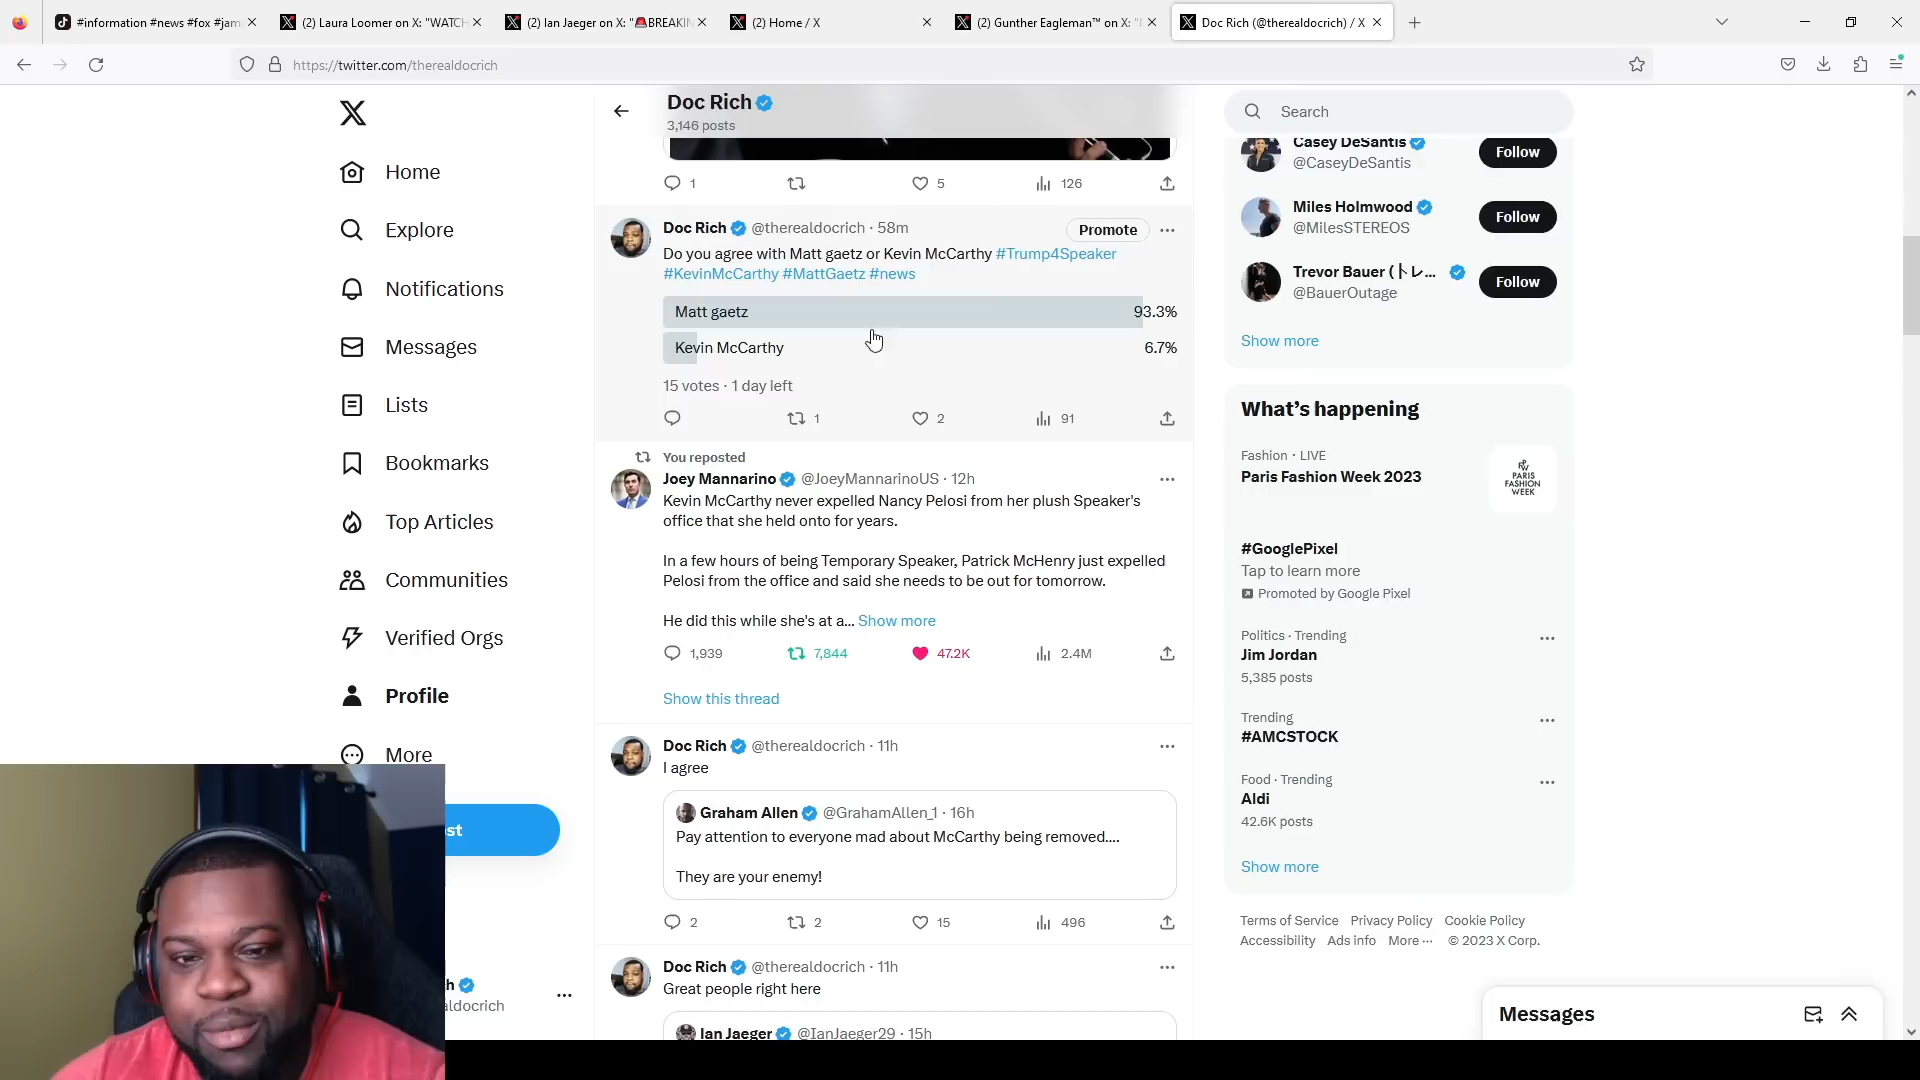 #information #news #fox #jam
(2) Laura Loomer on X: "WATCH
(2) Ian Jaeger on X: "🚨BREAKIN
(2) Home / X
(2) Gunther Eagleman™ on X: "
Doc Rich (@therealdocrich) / X
https://twitter.com/therealdocrich
Home
Explore
Notifications
Messages
Lists
Bookmarks
Top Articles
Communities
Verified Orgs
Profile
More
st
h
ldocrich
Doc Rich
3,146 posts
1
5
126
Doc Rich @therealdocrich · 58m
Promote
Do you agree with Matt gaetz or Kevin McCarthy #Trump4Speaker
#KevinMcCarthy #MattGaetz #news
Matt gaetz 93.3%
Kevin McCarthy 6.7%
15 votes · 1 day left
1
2
91
You reposted
Joey Mannarino @JoeyMannarinoUS · 12h
Kevin McCarthy never expelled Nancy Pelosi from her plush Speaker's
office that she held onto for years.
In a few hours of being Temporary Speaker, Patrick McHenry just expelled
Pelosi from the office and said she needs to be out for tomorrow.
He did this while she's at a... Show more
1,939
7,844
47.2K
2.4M
Show this thread
Doc Rich @therealdocrich · 11h
I agree
Graham Allen @GrahamAllen_1 · 16h
Pay attention to everyone mad about McCarthy being removed....
They are your enemy!
2
2
15
496
Doc Rich @therealdocrich · 11h
Great people right here
Ian Jaeger @IanJaeger29 · 15h
Search
Casey DeSantis
@CaseyDeSantis
Follow
Miles Holmwood
@MilesSTEREOS
Follow
Trevor Bauer (トレ...
@BauerOutage
Follow
Show more
What's happening
Fashion · LIVE
Paris Fashion Week 2023
PARIS
FASHION
WEEK
#GooglePixel
Tap to learn more
Promoted by Google Pixel
Politics · Trending
Jim Jordan
5,385 posts
Trending
#AMCSTOCK
Food · Trending
Aldi
42.6K posts
Show more
Terms of Service Privacy Policy Cookie Policy
Accessibility Ads info More ··· © 2023 X Corp.
Messages